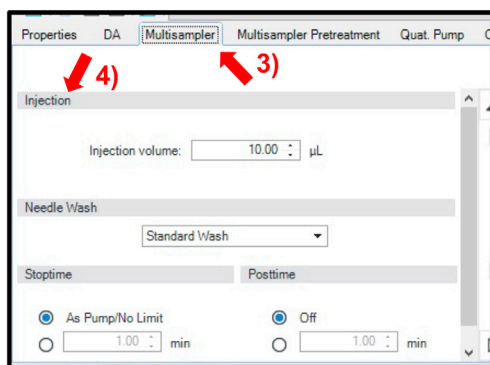 Properties DA Multisampler Multisampler Pretreatment Quat. Pump
4) 3)
Injection
Injection volume: 10.00 µL
Needle Wash
Standard Wash
Stoptime Posttime
As Pump/No Limit Off
1.00 min 1.00 min